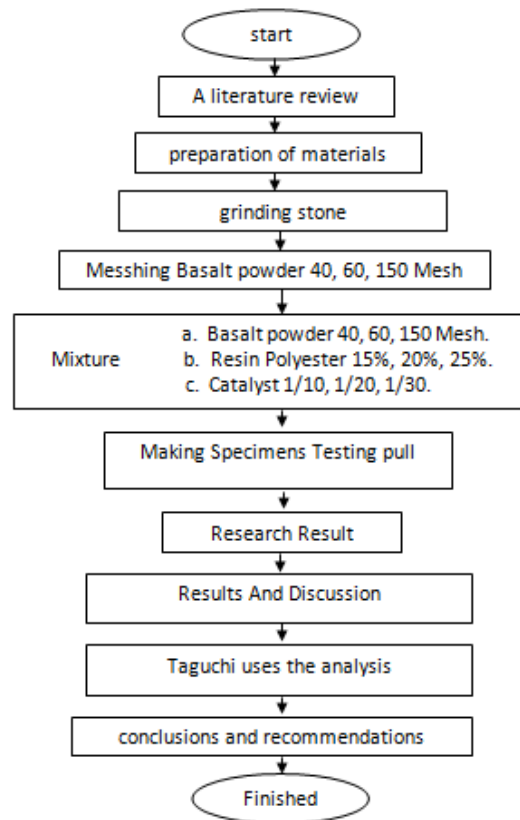 start
A literature review
preparation of materials
grinding stone
Messhing Basalt powder 40, 60, 150 Mesh
a. Basalt powder 40, 60, 150 Mesh.
Mixture b. Resin Polyester 15%, 20%, 25%.
c. Catalyst 1/10, 1/20, 1/30.
Making Specimens Testing pull
Research Result
Results And Discussion
Taguchi uses the analysis
conclusions and recommendations
Finished